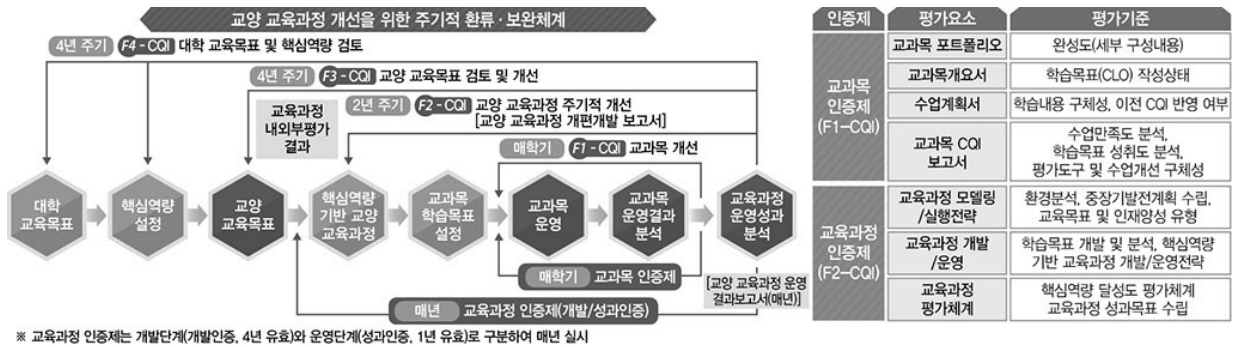 교양 교육과정 개선을 위한 주기적 환류·보완체계
4년 주기 F4-CQI 대학 교육목표 및 핵심역량 검토
4년 주기 F3-CQI 교양 교육목표 검토 및 개선
교육과정
내외부평가
결과
2년 주기 F2-CQI 교양 교육과정 주기적 개선
[교양 교육과정 개편개발 보고서]
매학기 F1-CQI 교과목 개선
대학
교육목표
핵심역량
설정
교양
교육목표
핵심역량
기반 교양
교육과정
교과목
학습목표
설정
교과목
운영
교과목
운영결과
분석
교육과정
운영성과
분석
매학기 교과목 인증제
매년 교육과정 인증제(개발/성과인증)
[교양 교육과정 운영
결과보고서(매년)]
※ 교육과정 인증제는 개발단계(개발인증, 4년 유효)와 운영단계(성과인증, 1년 유효)로 구분하여 매년 실시
인증제 평가요소 평가기준
교과목
인증제
(F1-CQI)
교과목 포트폴리오 완성도(세부 구성내용)
교과목개요서 학습목표(CLO) 작성상태
수업계획서 학습내용 구체성, 이전 CQI 반영 여부
교과목 CQI
보고서
수업만족도 분석,
학습목표 성취도 분석,
평가도구 및 수업개선 구체성
교육과정
인증제
(F2-CQI)
교육과정 모델링
/실행전략
환경분석, 중장기발전계획 수립,
교육목표 및 인재양성 유형
교육과정 개발
/운영
학습목표 개발 및 분석, 핵심역량
기반 교육과정 개발/운영전략
교육과정
평가체계
핵심역량 달성도 평가체계
교육과정 성과목표 수립